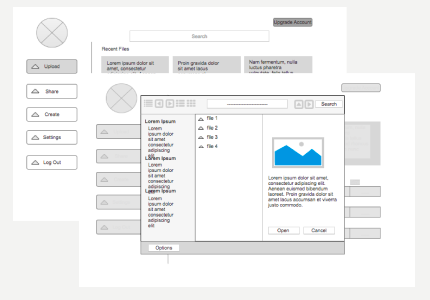 Upgrade Account
Search
Recent Files
Lorem ipsum dolor sit
amet, consectetur
Proin gravida dolor sit
amet lacus
Nam fermentum, nulla
luctus pharetra
Upload
Share
Create
Settings
Log Out
Search
Lorem Ipsum
Lorem
ipsum dolor
sit amet
consectetur
adipiscing
elit
Lorem Ipsum
Lorem
ipsum dolor
sit amet
consectetur
adipiscing
elit
Lorem Ipsum
Lorem
ipsum dolor
sit amet
consectetur
adipiscing
elit
file 1
file 2
file 3
file 4
Lorem ipsum dolor sit amet,
consectetur adipiscing elit.
Aenean euismod bibendum
laoreet. Proin gravida dolor sit
amet lacus accumsan et viverra
justo commodo.
Open
Cancel
Options